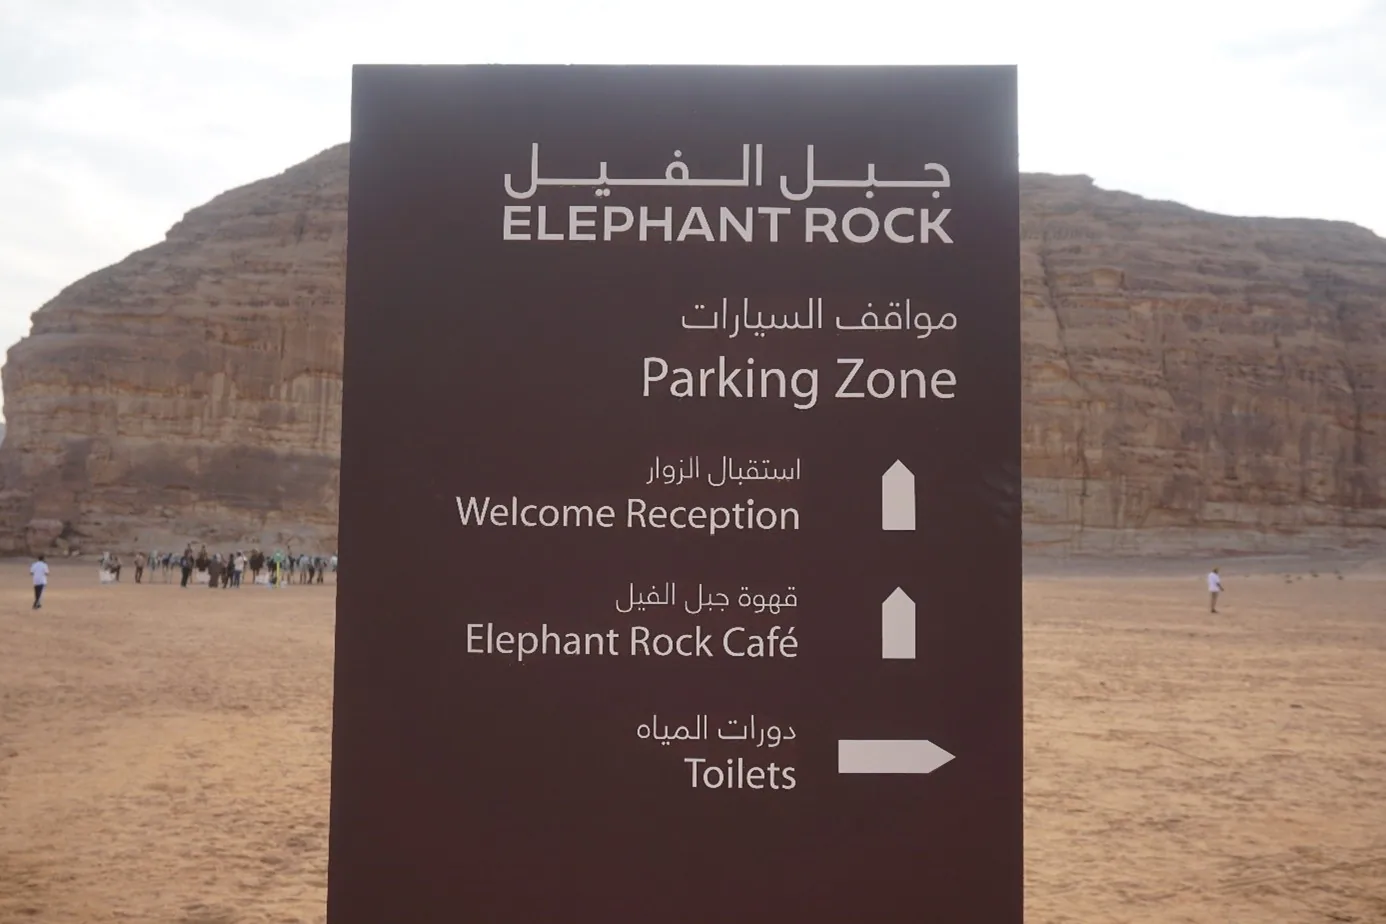 جبل الفيل
ELEPHANT ROCK
مواقف السيارات
Parking Zone
استقبال الزوار
Welcome Reception
قهوة جبل الفيل
Elephant Rock Café
دورات المياه
Toilets